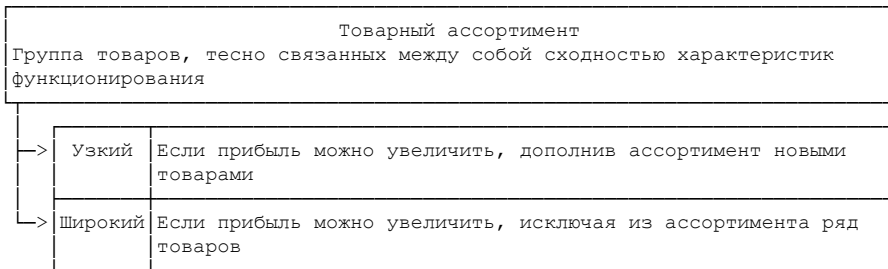 Товарный ассортимент
Группа товаров, тесно связанных между собой сходностью характеристик
функционирования
Узкий Если прибыль можно увеличить, дополнив ассортимент новыми
товарами
Широкий Если прибыль можно увеличить, исключая из ассортимента ряд
товаров